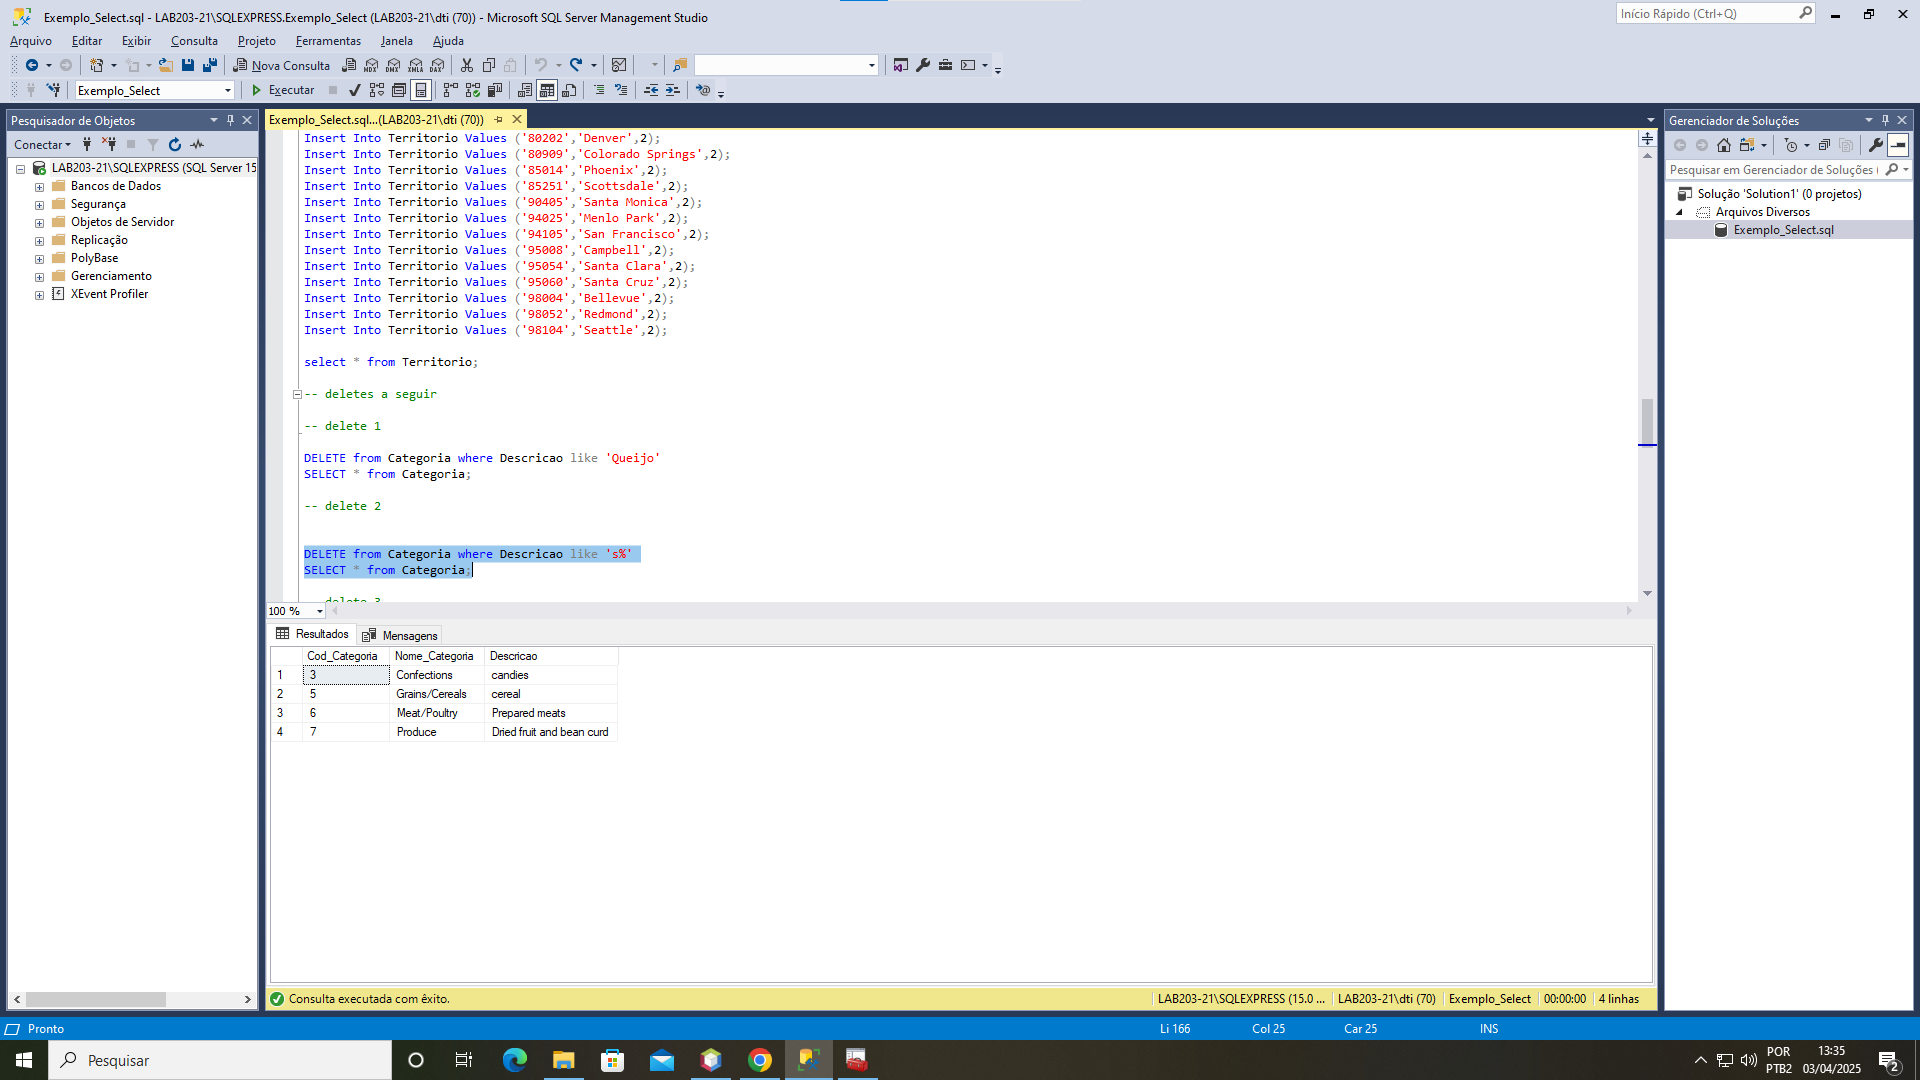 Exemplo_Select.sql - LAB203-21\SQLEXPRESS.Exemplo_Select (LAB203-21\dti (70)) - Microsoft SQL Server Management Studio
Início Rápido (Ctrl+Q)
Arquivo Editar Exibir Consulta Projeto Ferramentas Janela Ajuda
Nova Consulta
MDX DMX XMLA DAX
Exemplo_Select
Executar
Pesquisador de Objetos
Conectar
LAB203-21\SQLEXPRESS (SQL Server 15
Bancos de Dados
Segurança
Objetos de Servidor
Replicação
PolyBase
Gerenciamento
XEvent Profiler
Exemplo_Select.sql...(LAB203-21\dti (70))
Insert Into Territorio Values ('80202','Denver',2);
Insert Into Territorio Values ('80909','Colorado Springs',2);
Insert Into Territorio Values ('85014','Phoenix',2);
Insert Into Territorio Values ('85251','Scottsdale',2);
Insert Into Territorio Values ('90405','Santa Monica',2);
Insert Into Territorio Values ('94025','Menlo Park',2);
Insert Into Territorio Values ('94105','San Francisco',2);
Insert Into Territorio Values ('95008','Campbell',2);
Insert Into Territorio Values ('95054','Santa Clara',2);
Insert Into Territorio Values ('95060','Santa Cruz',2);
Insert Into Territorio Values ('98004','Bellevue',2);
Insert Into Territorio Values ('98052','Redmond',2);
Insert Into Territorio Values ('98104','Seattle',2);
select * from Territorio;
-- deletes a seguir
-- delete 1
DELETE from Categoria where Descricao like 'Queijo'
SELECT * from Categoria;
-- delete 2
DELETE from Categoria where Descricao like 's%'
SELECT * from Categoria;
delete 3
100 %
Resultados Mensagens
Cod_Categoria Nome_Categoria Descricao
1 3 Confections candies
2 5 Grains/Cereals cereal
3 6 Meat/Poultry Prepared meats
4 7 Produce Dried fruit and bean curd
Consulta executada com êxito.
LAB203-21\SQLEXPRESS (15.0 ... LAB203-21\dti (70) Exemplo_Select 00:00:00 4 linhas
Gerenciador de Soluções
Pesquisar em Gerenciador de Soluções (
Solução 'Solution1' (0 projetos)
Arquivos Diversos
Exemplo_Select.sql
Pronto
Li 166 Col 25 Car 25 INS
Pesquisar
POR
PTB2
13:35
03/04/2025
2